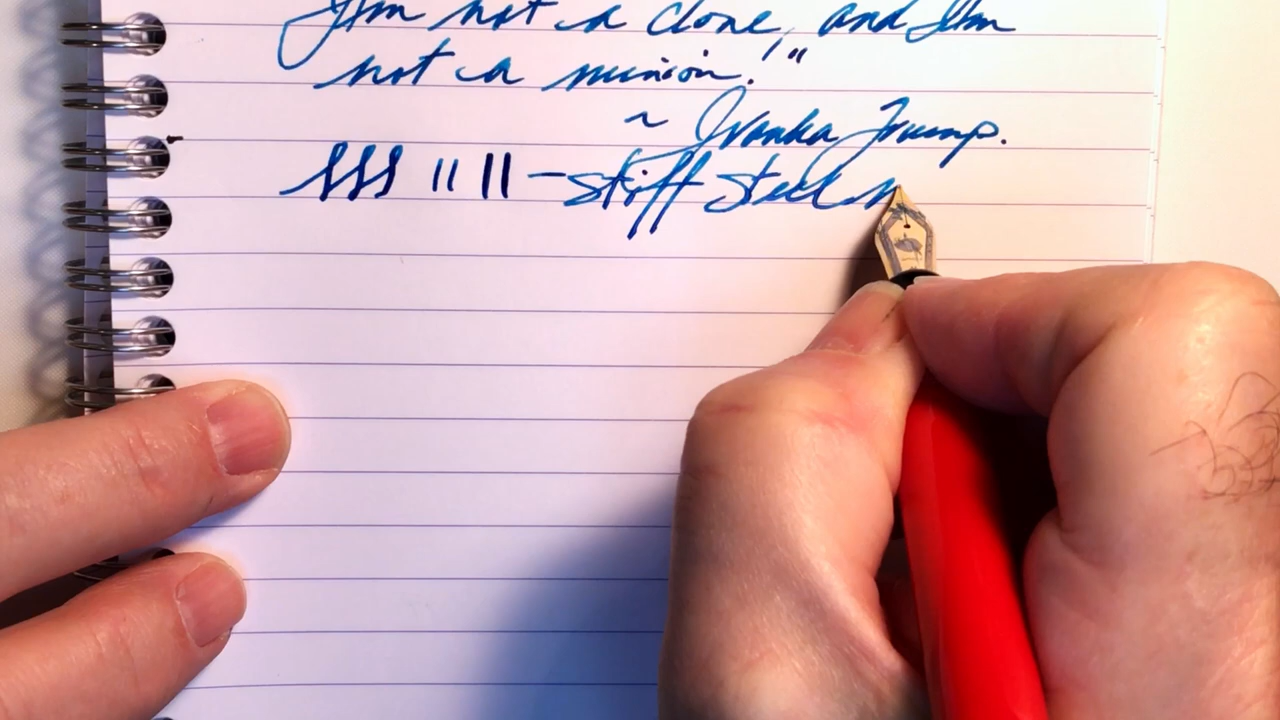 I'm not a clone, and I'm
not a minion."
~ Ivanka Trump.
SSS || || - stiff steel n